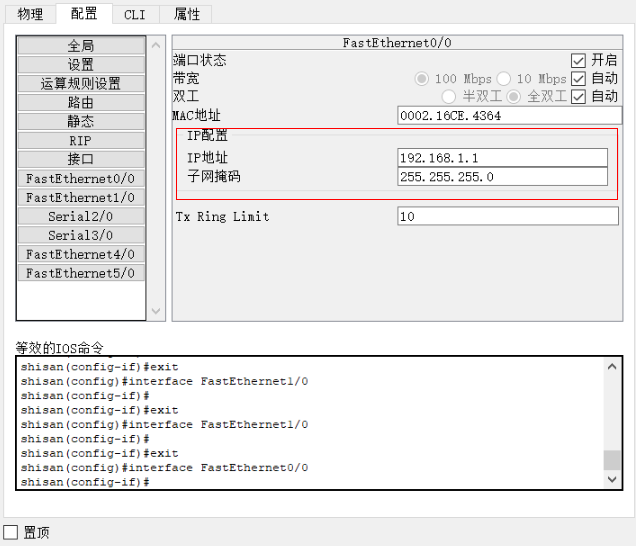 物理 配置 CLI 属性
全局
设置
运算规则设置
路由
静态
RIP
接口
FastEthernet0/0
FastEthernet1/0
Serial2/0
Serial3/0
FastEthernet4/0
FastEthernet5/0
FastEthernet0/0
端口状态 开启
带宽 100 Mbps 10 Mbps 自动
双工 半双工 全双工 自动
MAC地址 0002.16CE.4364
IP配置
IP地址 192.168.1.1
子网掩码 255.255.255.0
Tx Ring Limit 10
等效的IOS命令
shisan(config-if)#exit
shisan(config)#interface FastEthernet1/0
shisan(config-if)#
shisan(config-if)#exit
shisan(config)#interface FastEthernet1/0
shisan(config-if)#
shisan(config-if)#exit
shisan(config)#interface FastEthernet0/0
shisan(config-if)#
置顶